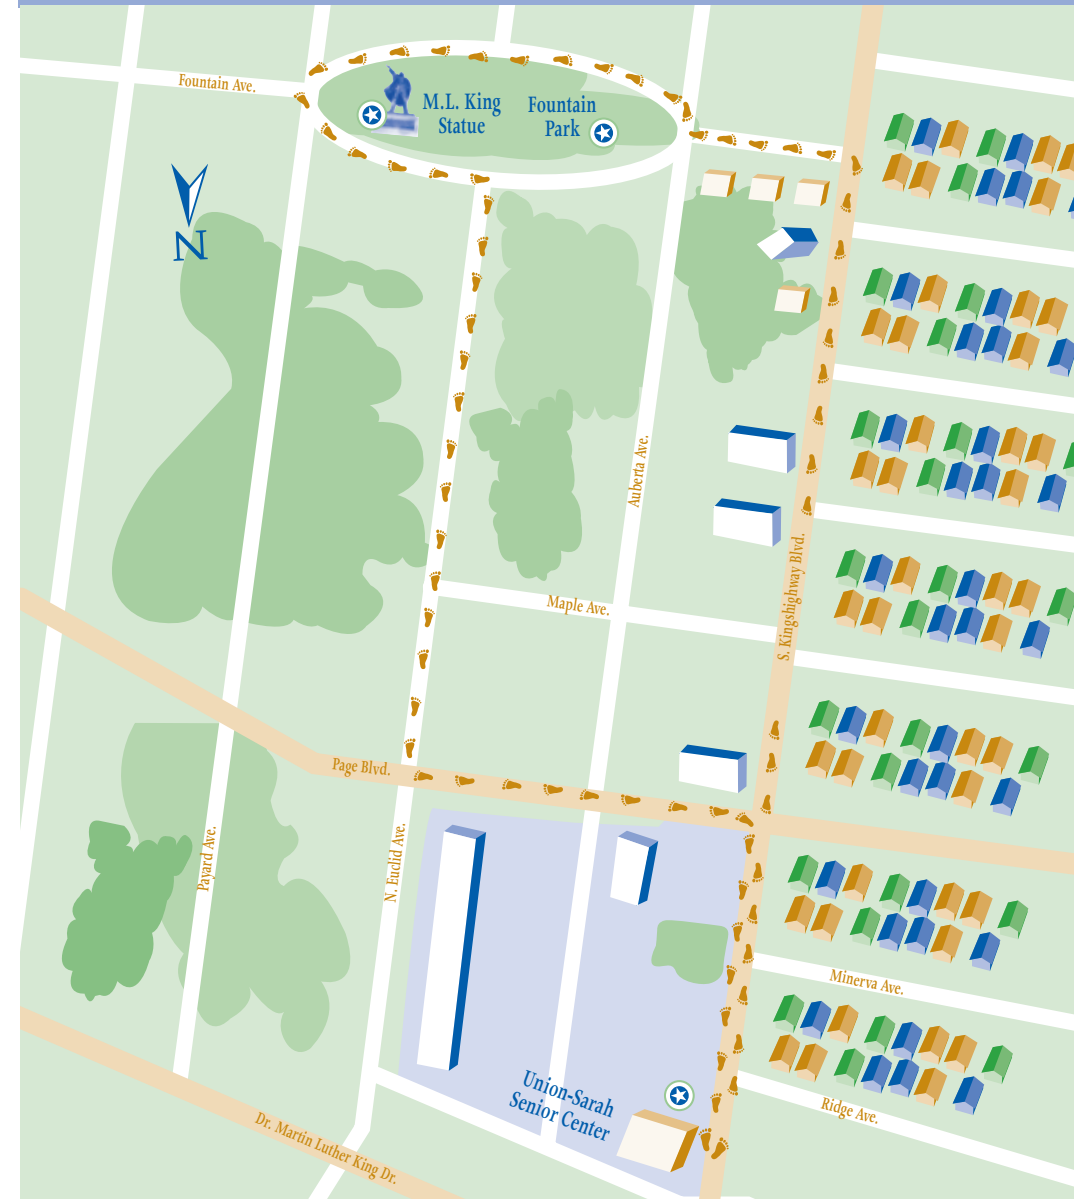 Fountain Ave.
M.L. King
Statue
Fountain
Park
N
Auberta Ave.
S. Kingshighway Blvd.
Maple Ave.
Page Blvd.
Payard Ave.
N. Euclid Ave.
Minerva Ave.
Union-Sarah
Senior Center
Ridge Ave.
Dr. Martin Luther King Dr.